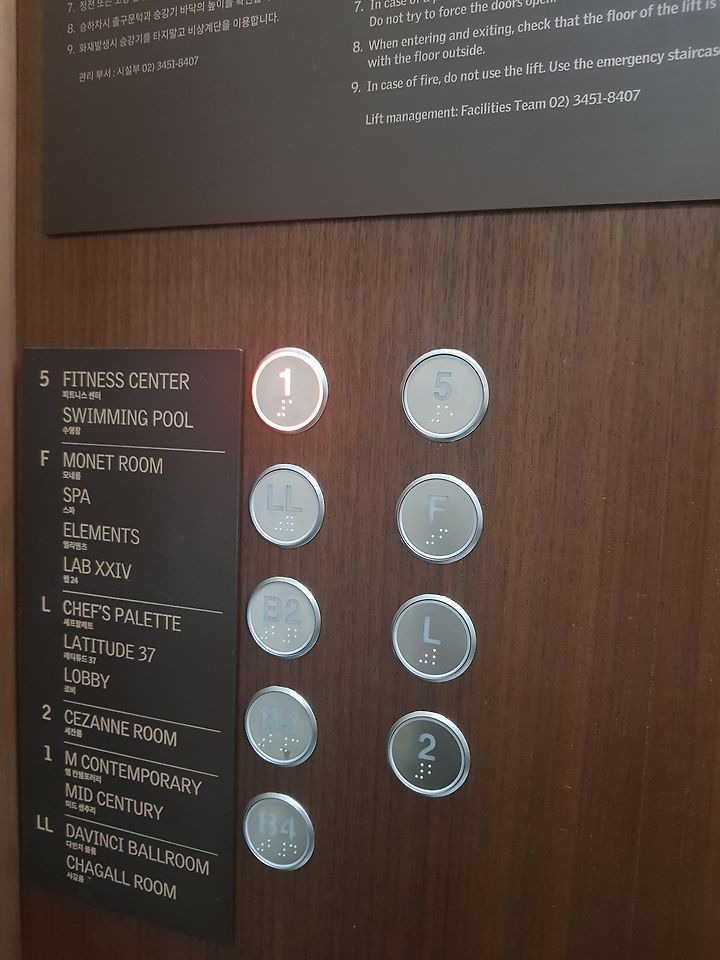 7. 정전 또는
8. 승하차시 출구문턱과 승강기 바닥의 높이를
9. 화재발생시 승강기를 타지말고 비상계단을 이용합니다.
관리 부서 : 시설부 02) 3451-8407
7. In case of a
Do not try to force the doors open.
8. When entering and exiting, check that the floor of the lift is
with the floor outside.
9. In case of fire, do not use the lift. Use the emergency staircase
Lift management: Facilities Team 02) 3451-8407
5 FITNESS CENTER
피트니스 센터
SWIMMING POOL
수영장
F MONET ROOM
모네룸
SPA
스파
ELEMENTS
엘리멘츠
LAB XXIV
랩 24
L CHEF'S PALETTE
셰프팔레트
LATITUDE 37
래티튜드 37
LOBBY
로비
2 CEZANNE ROOM
세잔룸
1 M CONTEMPORARY
엠 컨템포러리
MID CENTURY
미드 센추리
LL DAVINCI BALLROOM
다빈치 볼룸
CHAGALL ROOM
샤갈룸
1
5
LL
F
B2
L
B3
2
B4